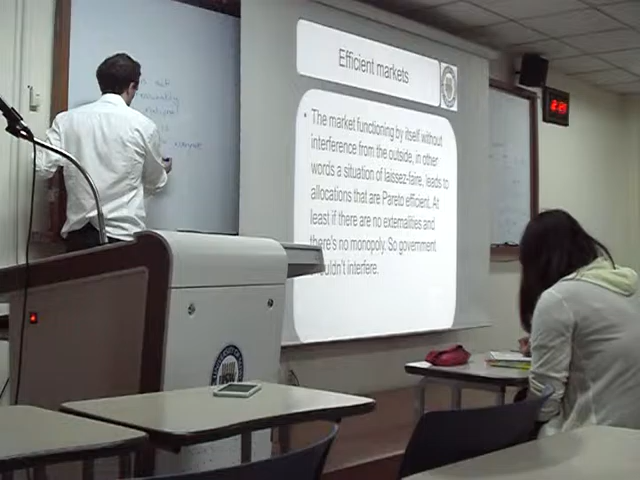 Efficient markets
• The market functioning by itself without
interference from the outside, in other
words a situation of laissez-faire, leads to
allocations that are Pareto efficient. At
least if there are no externalities and
there's no monopoly. So government
uldn't interfere.